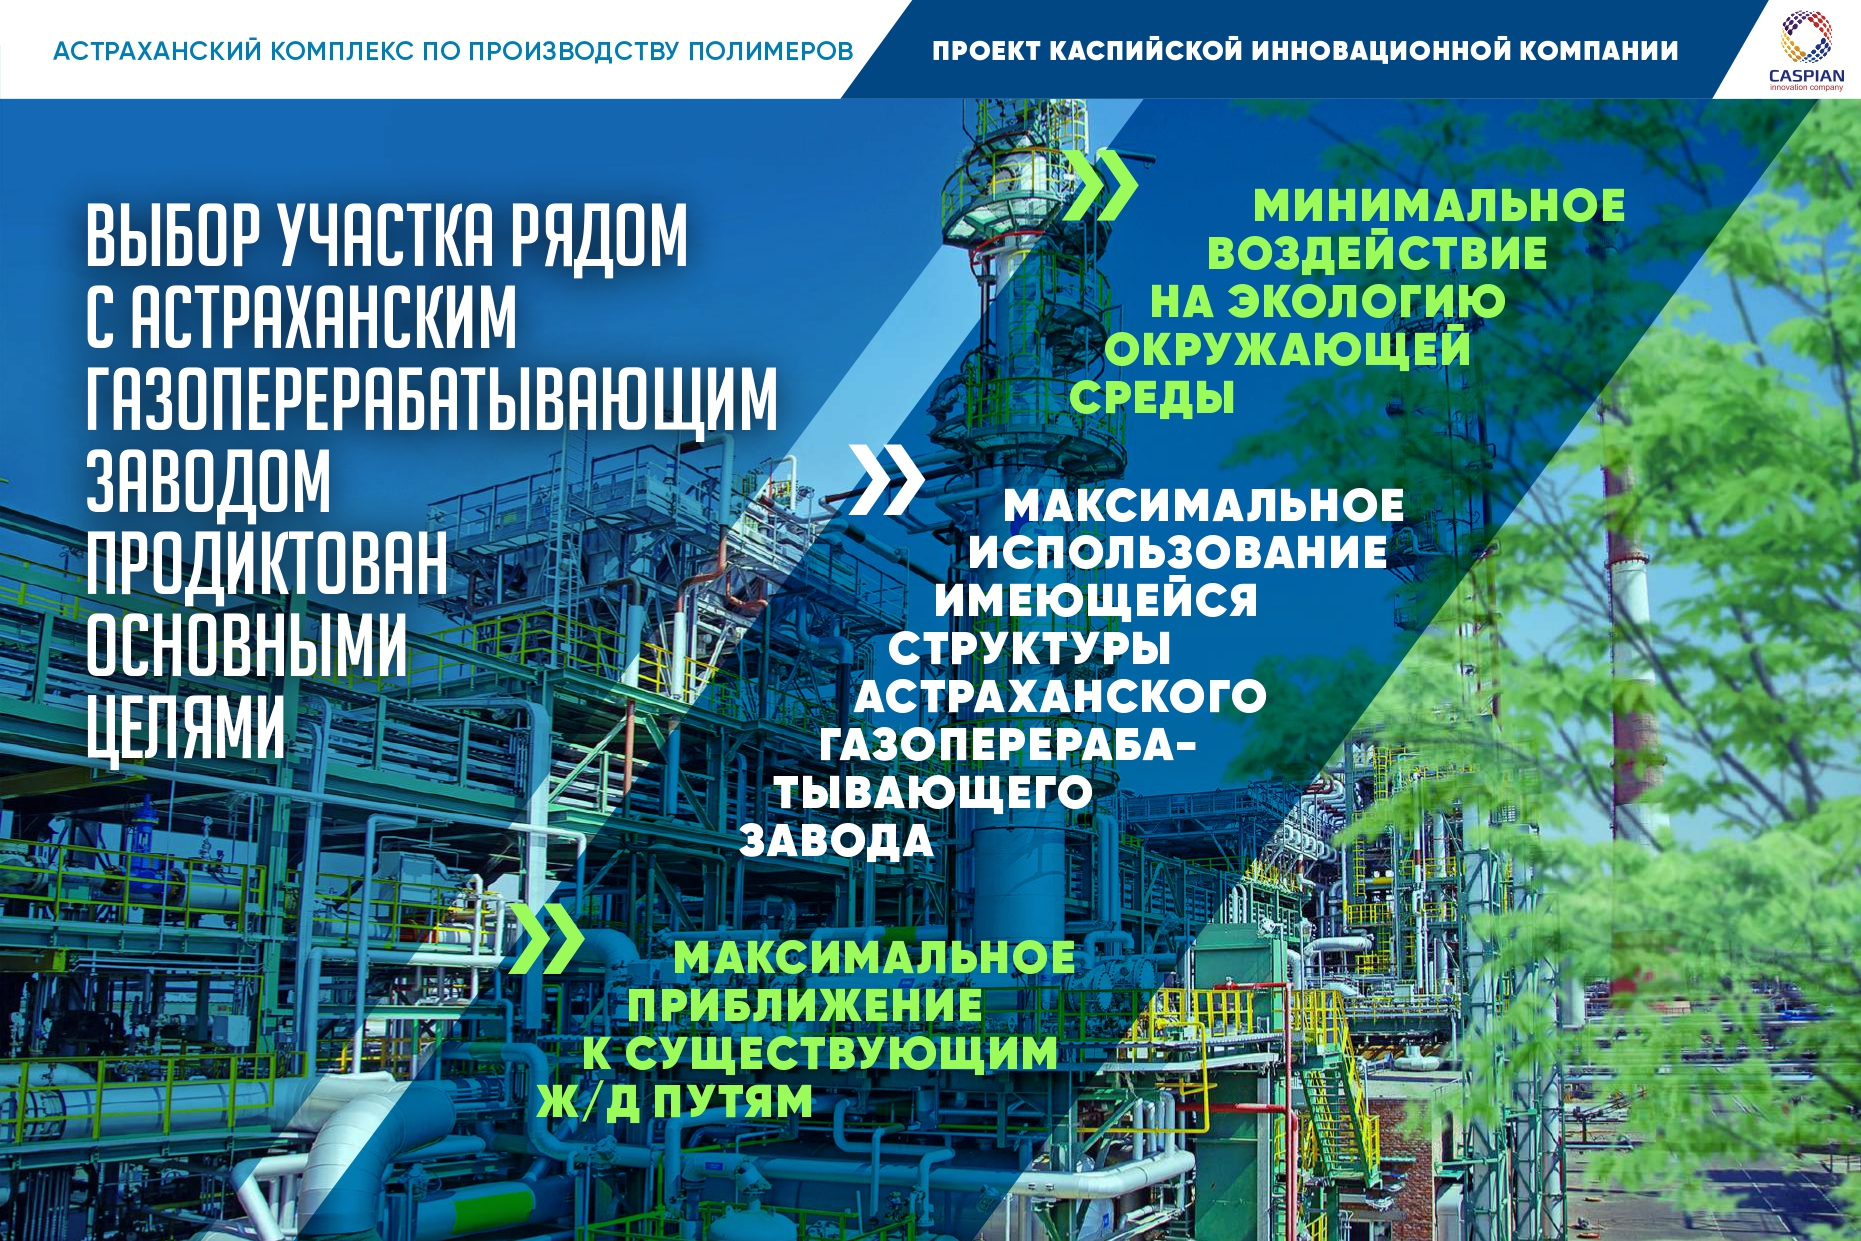 АСТРАХАНСКИЙ КОМПЛЕКС ПО ПРОИЗВОДСТВУ ПОЛИМЕРОВ
ПРОЕКТ КАСПИЙСКОЙ ИННОВАЦИОННОЙ КОМПАНИИ
CASPIAN
innovation company
ВЫБОР УЧАСТКА РЯДОМ
С АСТРАХАНСКИМ
ГАЗОПЕРЕРАБАТЫВАЮЩИМ
ЗАВОДОМ
ПРОДИКТОВАН
ОСНОВНЫМИ
ЦЕЛЯМИ
МИНИМАЛЬНОЕ
ВОЗДЕЙСТВИЕ
НА ЭКОЛОГИЮ
ОКРУЖАЮЩЕЙ
СРЕДЫ
МАКСИМАЛЬНОЕ
ИСПОЛЬЗОВАНИЕ
ИМЕЮЩЕЙСЯ
СТРУКТУРЫ
АСТРАХАНСКОГО
ГАЗОПЕРЕРАБА-
ТЫВАЮЩЕГО
ЗАВОДА
МАКСИМАЛЬНОЕ
ПРИБЛИЖЕНИЕ
К СУЩЕСТВУЮЩИМ
Ж/Д ПУТЯМ